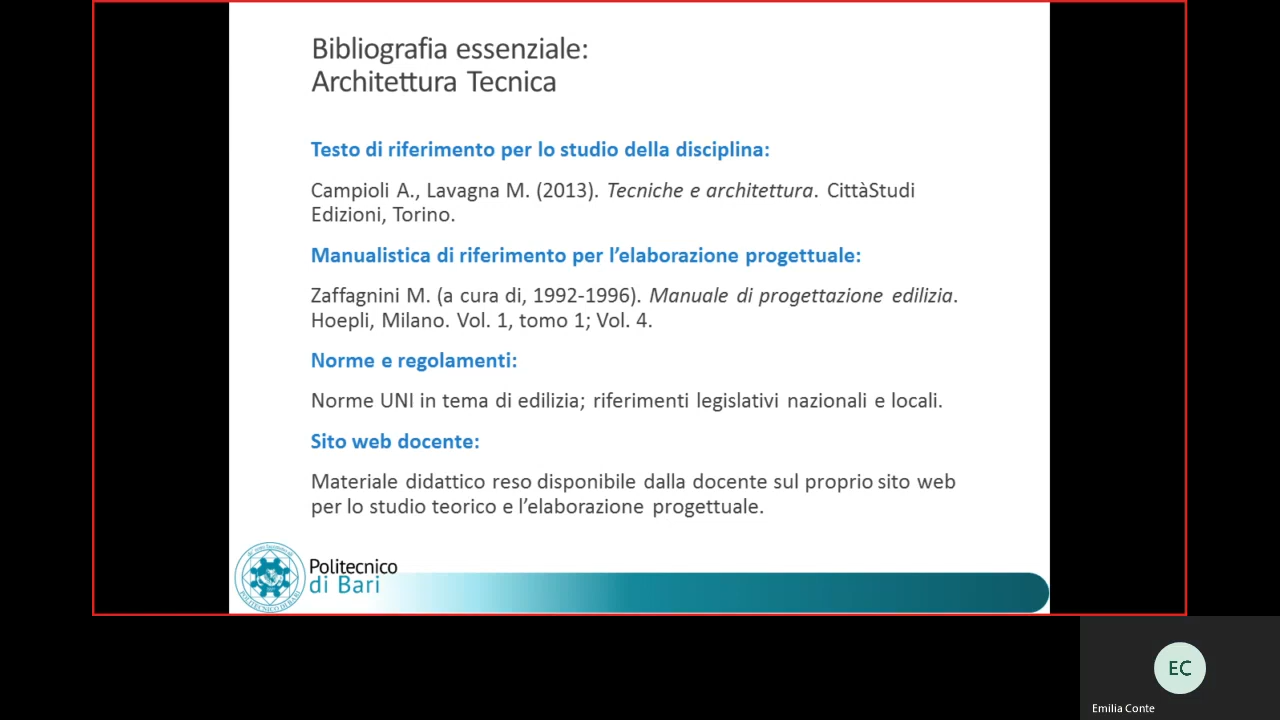 Bibliografia essenziale:
Architettura Tecnica
Testo di riferimento per lo studio della disciplina:
Campioli A., Lavagna M. (2013). Tecniche e architettura. CittàStudi
Edizioni, Torino.
Manualistica di riferimento per l’elaborazione progettuale:
Zaffagnini M. (a cura di, 1992-1996). Manuale di progettazione edilizia.
Hoepli, Milano. Vol. 1, tomo 1; Vol. 4.
Norme e regolamenti:
Norme UNI in tema di edilizia; riferimenti legislativi nazionali e locali.
Sito web docente:
Materiale didattico reso disponibile dalla docente sul proprio sito web
per lo studio teorico e l’elaborazione progettuale.
POLITECNICO DI BARI
Politecnico
di Bari
EC
Emilia Conte